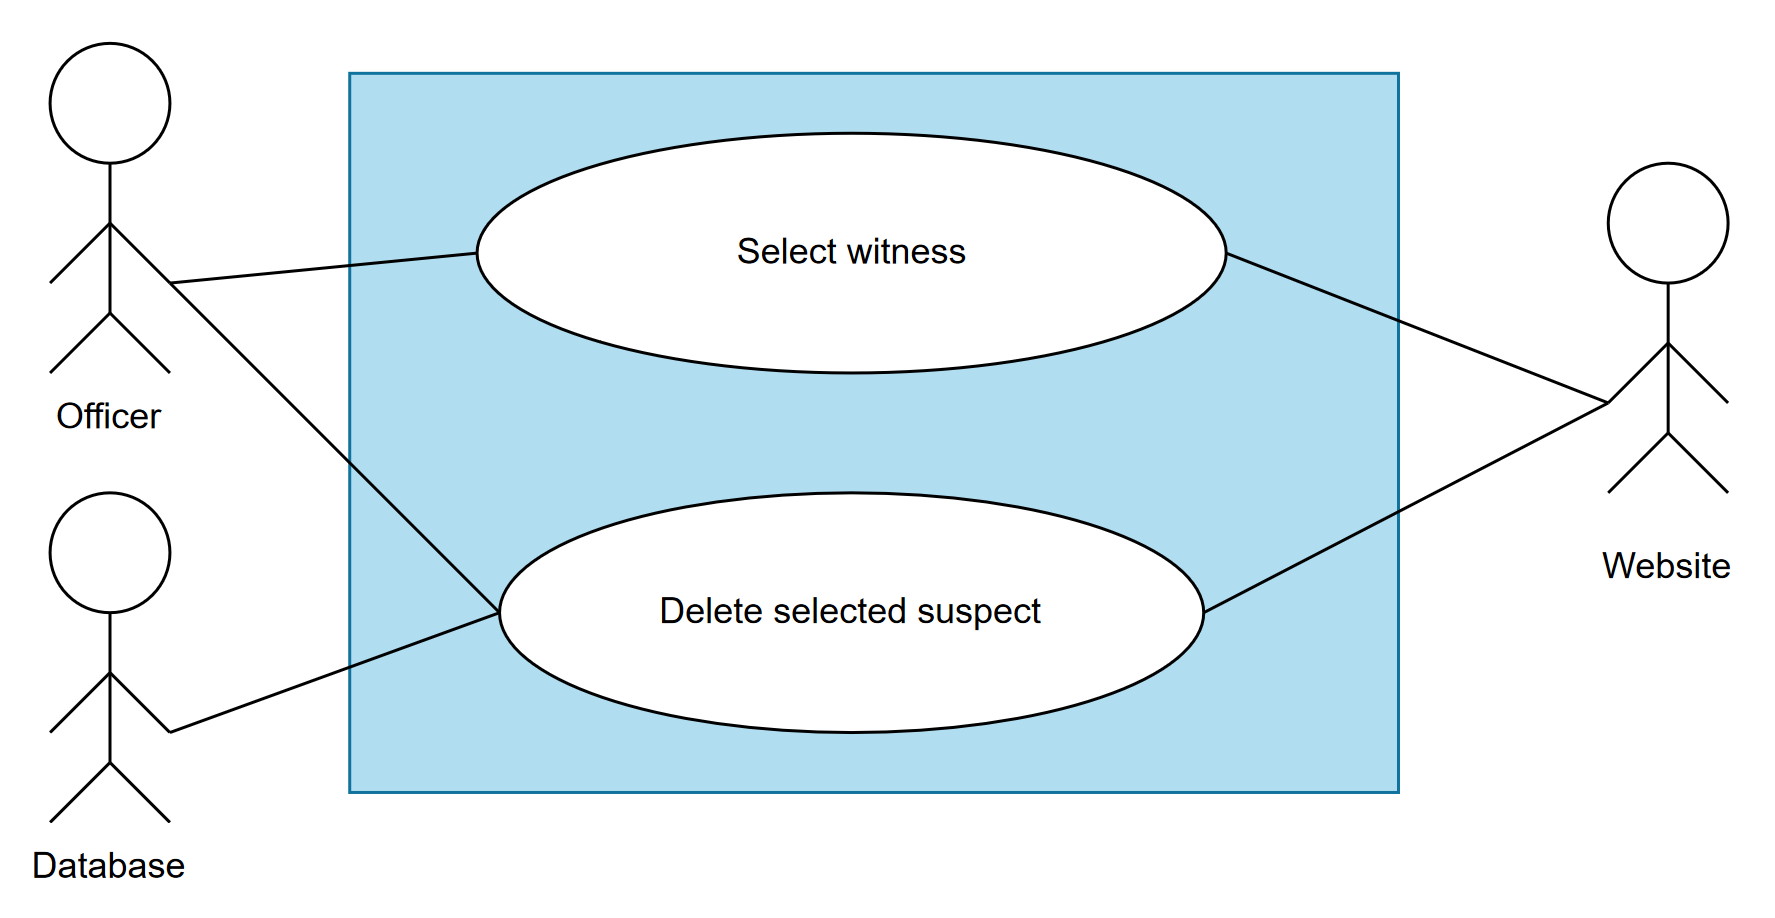 Select witness
Officer
Website
Delete selected suspect
Database